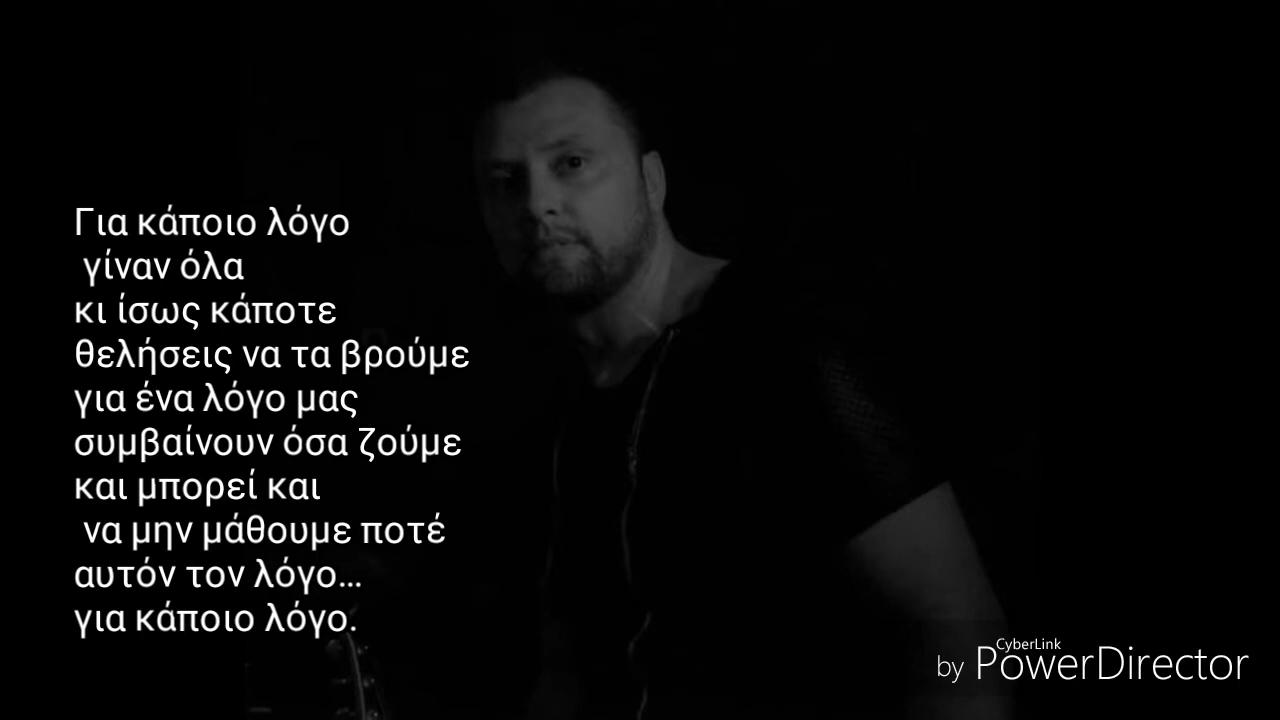 Για κάποιο λόγο
γίναν όλα
κι ίσως κάποτε
θελήσεις να τα βρούμε
για ένα λόγο μας
συμβαίνουν όσα ζούμε
και μπορεί και
να μην μάθουμε ποτέ
αυτόν τον λόγο...
για κάποιο λόγο.
CyberLink
by PowerDirector